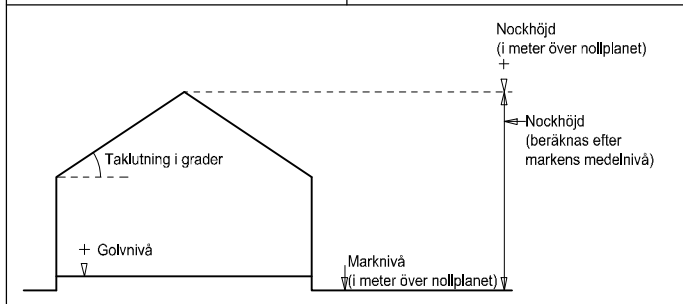 Nockhöjd
(i meter över nollplanet)
+
Nockhöjd
(beräknas efter
markens medelnivå)
Taklutning i grader
+ Golvnivå
Marknivå
(i meter över nollplanet)